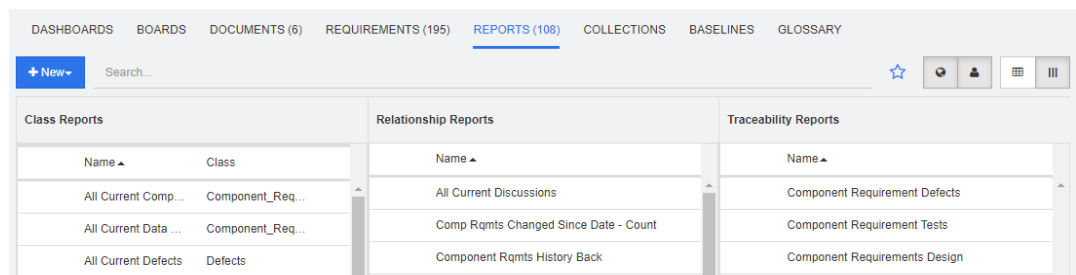 DASHBOARDS BOARDS DOCUMENTS (6) REQUIREMENTS (195) REPORTS (108) COLLECTIONS BASELINES GLOSSARY
+ New Search...
Class Reports Relationship Reports Traceability Reports
Name Class Name Name
All Current Comp... Component_Req... All Current Discussions Component Requirement Defects
All Current Data ... Component_Req... Comp Rqmts Changed Since Date - Count Component Requirement Tests
All Current Defects Defects Component Rqmts History Back Component Requirements Design